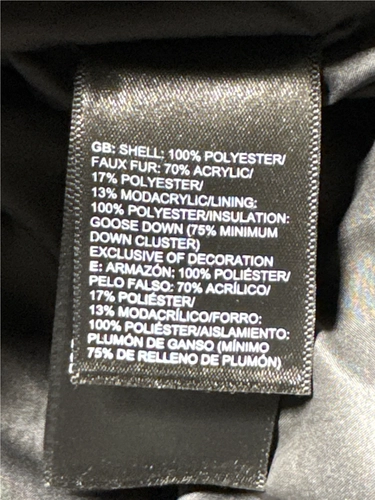 GB: SHELL: 100% POLYESTER/
FAUX FUR: 70% ACRYLIC/
17% POLYESTER/
13% MODACRYLIC/LINING:
100% POLYESTER/INSULATION:
GOOSE DOWN (75% MINIMUM
DOWN CLUSTER)
EXCLUSIVE OF DECORATION
E: ARMAZÓN: 100% POLIÉSTER/
PELO FALSO: 70% ACRÍLICO/
17% POLIÉSTER/
13% MODACRÍLICO/FORRO:
100% POLIÉSTER/AISLAMIENTO:
PLUMÓN DE GANSO (MÍNIMO
75% DE RELLENO DE PLUMÓN)